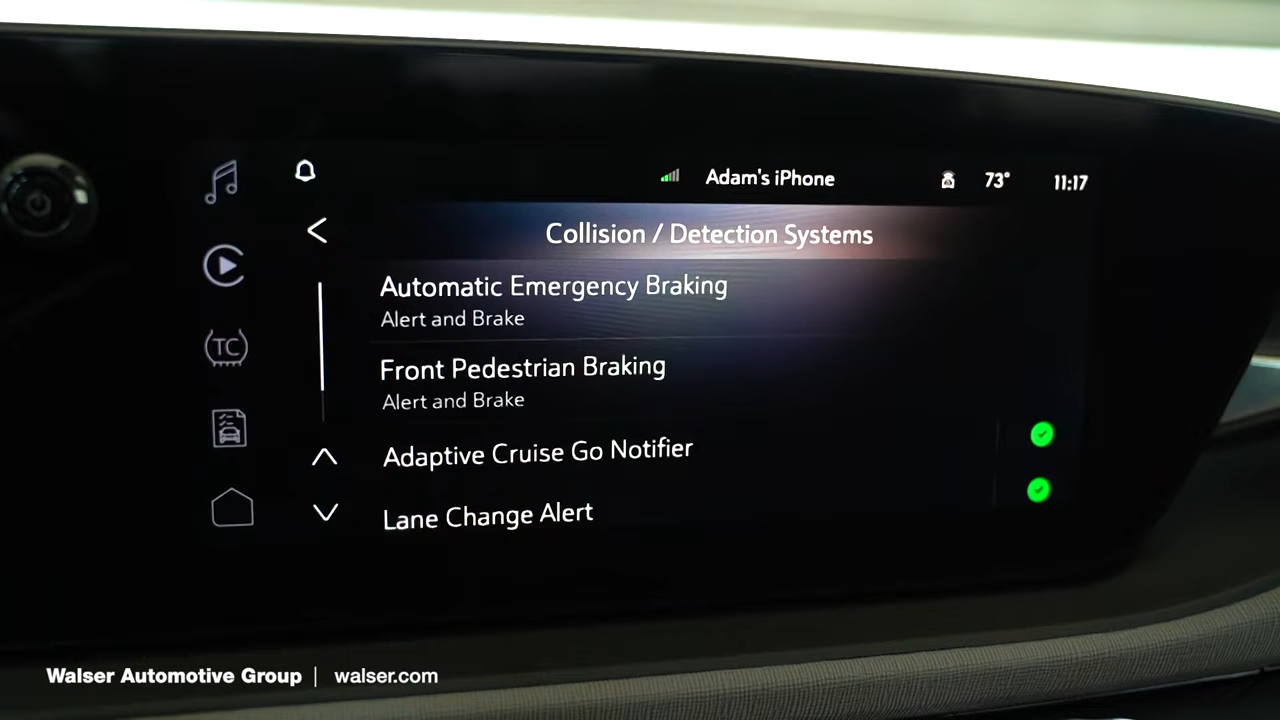 Adam's iPhone 73° 11:17
Collision / Detection Systems
Automatic Emergency Braking
Alert and Brake
TC
Front Pedestrian Braking
Alert and Brake
Adaptive Cruise Go Notifier
Lane Change Alert
Walser Automotive Group | walser.com